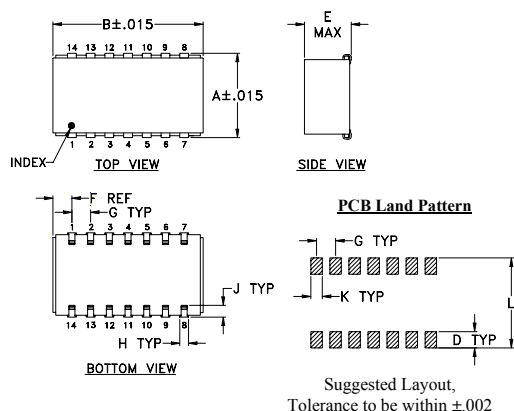 B±.015
14 13 12 11 10 9 8
A±.015
INDEX
1 2 3 4 5 6 7
TOP VIEW
E
MAX
SIDE VIEW
F REF
G TYP
1 2 3 4 5 6 7
J TYP
14 13 12 11 10 9 8
H TYP
BOTTOM VIEW
PCB Land Pattern
G TYP
K TYP
L
D TYP
Suggested Layout,
Tolerance to be within ±.002